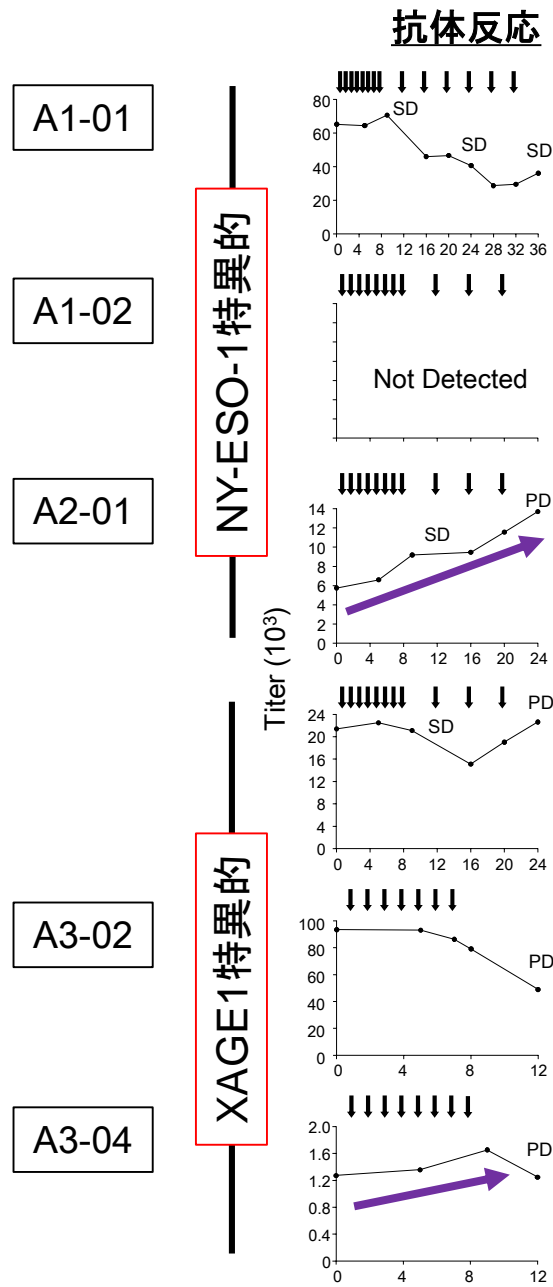 抗体反応
A1-01
NY-ESO-1特異的
80
60
40
20
0
SD
SD
SD
0 4 8 12 16 20 24 28 32 36
A1-02
Not Detected
A2-01
Titer (10³)
14
12
10
8
6
4
2
0
SD
PD
0 4 8 12 16 20 24
XAGE1特異的
24
20
16
12
8
4
0
SD
PD
0 4 8 12 16 20 24
A3-02
100
80
60
40
20
0
PD
0 4 8 12
A3-04
2.0
1.6
1.2
0.8
0.4
0
PD
0 4 8 12